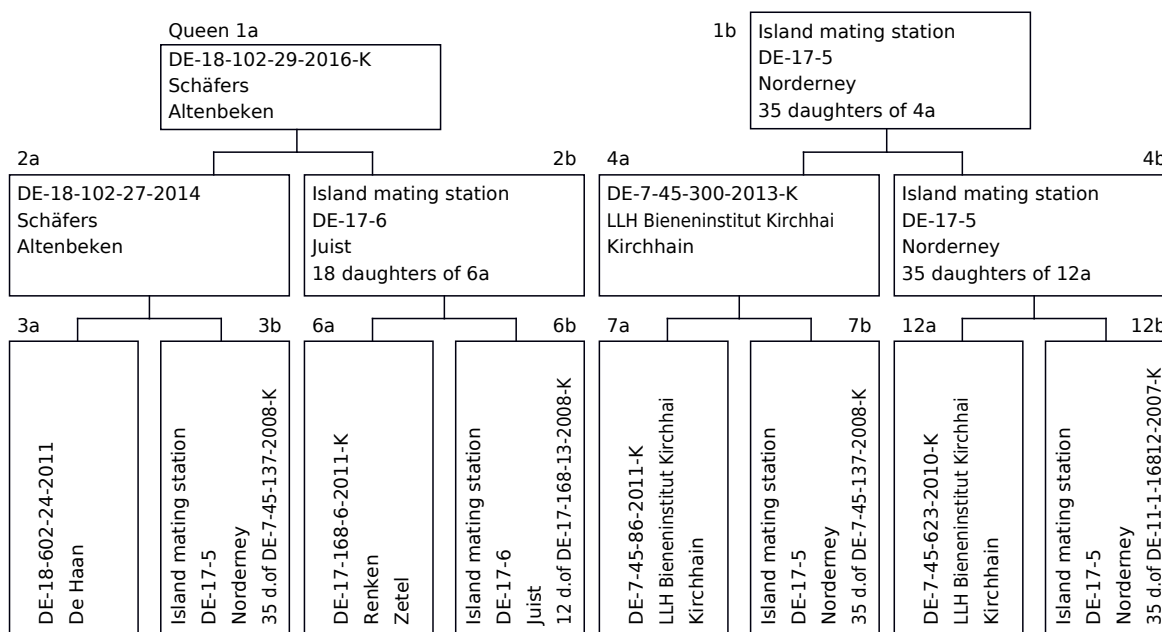 Queen 1a
DE-18-102-29-2016-K
Schäfers
Altenbeken
1b
Island mating station
DE-17-5
Norderney
35 daughters of 4a
2a
DE-18-102-27-2014
Schäfers
Altenbeken
2b
Island mating station
DE-17-6
Juist
18 daughters of 6a
4a
DE-7-45-300-2013-K
LLH Bieneninstitut Kirchhai
Kirchhain
4b
Island mating station
DE-17-5
Norderney
35 daughters of 12a
3a
DE-18-602-24-2011
De Haan
3b
Island mating station
DE-17-5
Norderney
35 d.of DE-7-45-137-2008-K
6a
DE-17-168-6-2011-K
Renken
Zetel
6b
Island mating station
DE-17-6
Juist
12 d.of DE-17-168-13-2008-K
7a
DE-7-45-86-2011-K
LLH Bieneninstitut Kirchhai
Kirchhain
7b
Island mating station
DE-17-5
Norderney
35 d.of DE-7-45-137-2008-K
12a
DE-7-45-623-2010-K
LLH Bieneninstitut Kirchhai
Kirchhain
12b
Island mating station
DE-17-5
Norderney
35 d.of DE-11-1-16812-2007-K